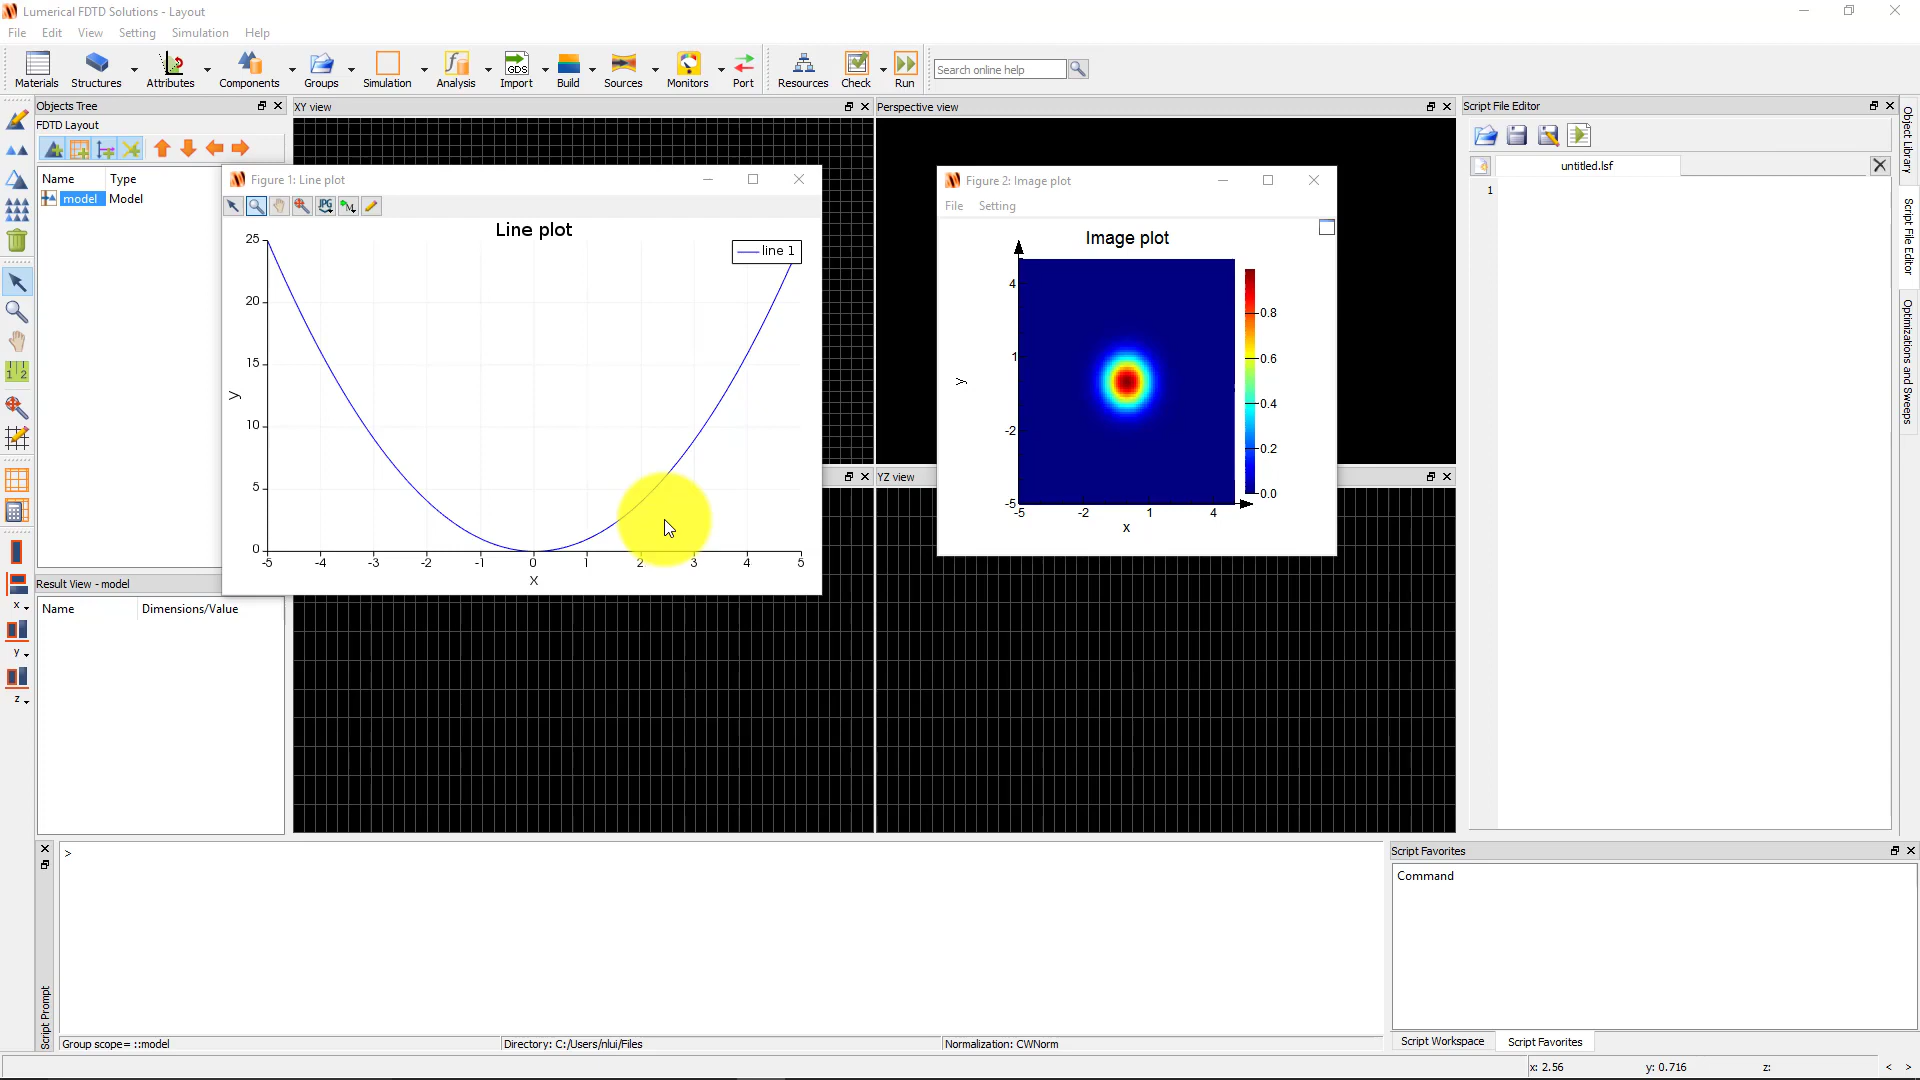 Lumerical FDTD Solutions - Layout
File Edit View Setting Simulation Help
Materials Structures Attributes Components Groups Simulation Analysis GDS Import Build Sources Monitors Port Resources Check Run Search online help
Objects Tree
FDTD Layout
Name Type
model Model
XY view
Perspective view
Script File Editor
untitled.lsf
1
Object Library
Script File Editor
Optimizations and Sweeps
Figure 1: Line plot
JPG
Line plot
line 1
25
20
15
10
5
0
y
-5 -4 -3 -2 -1 0 1 2 3 4 5
x
Figure 2: Image plot
File Setting
Image plot
4
1
-2
-5
y
-5 -2 1 4
x
0.8
0.6
0.4
0.2
0.0
YZ view
1 2
x
y
z
Result View - model
Name Dimensions/Value
>
Script Prompt
Script Favorites
Command
Script Workspace Script Favorites
Group scope= ::model Directory: C:/Users/nlui/Files Normalization: CWNorm
x: 2.56 y: 0.716 z: < >